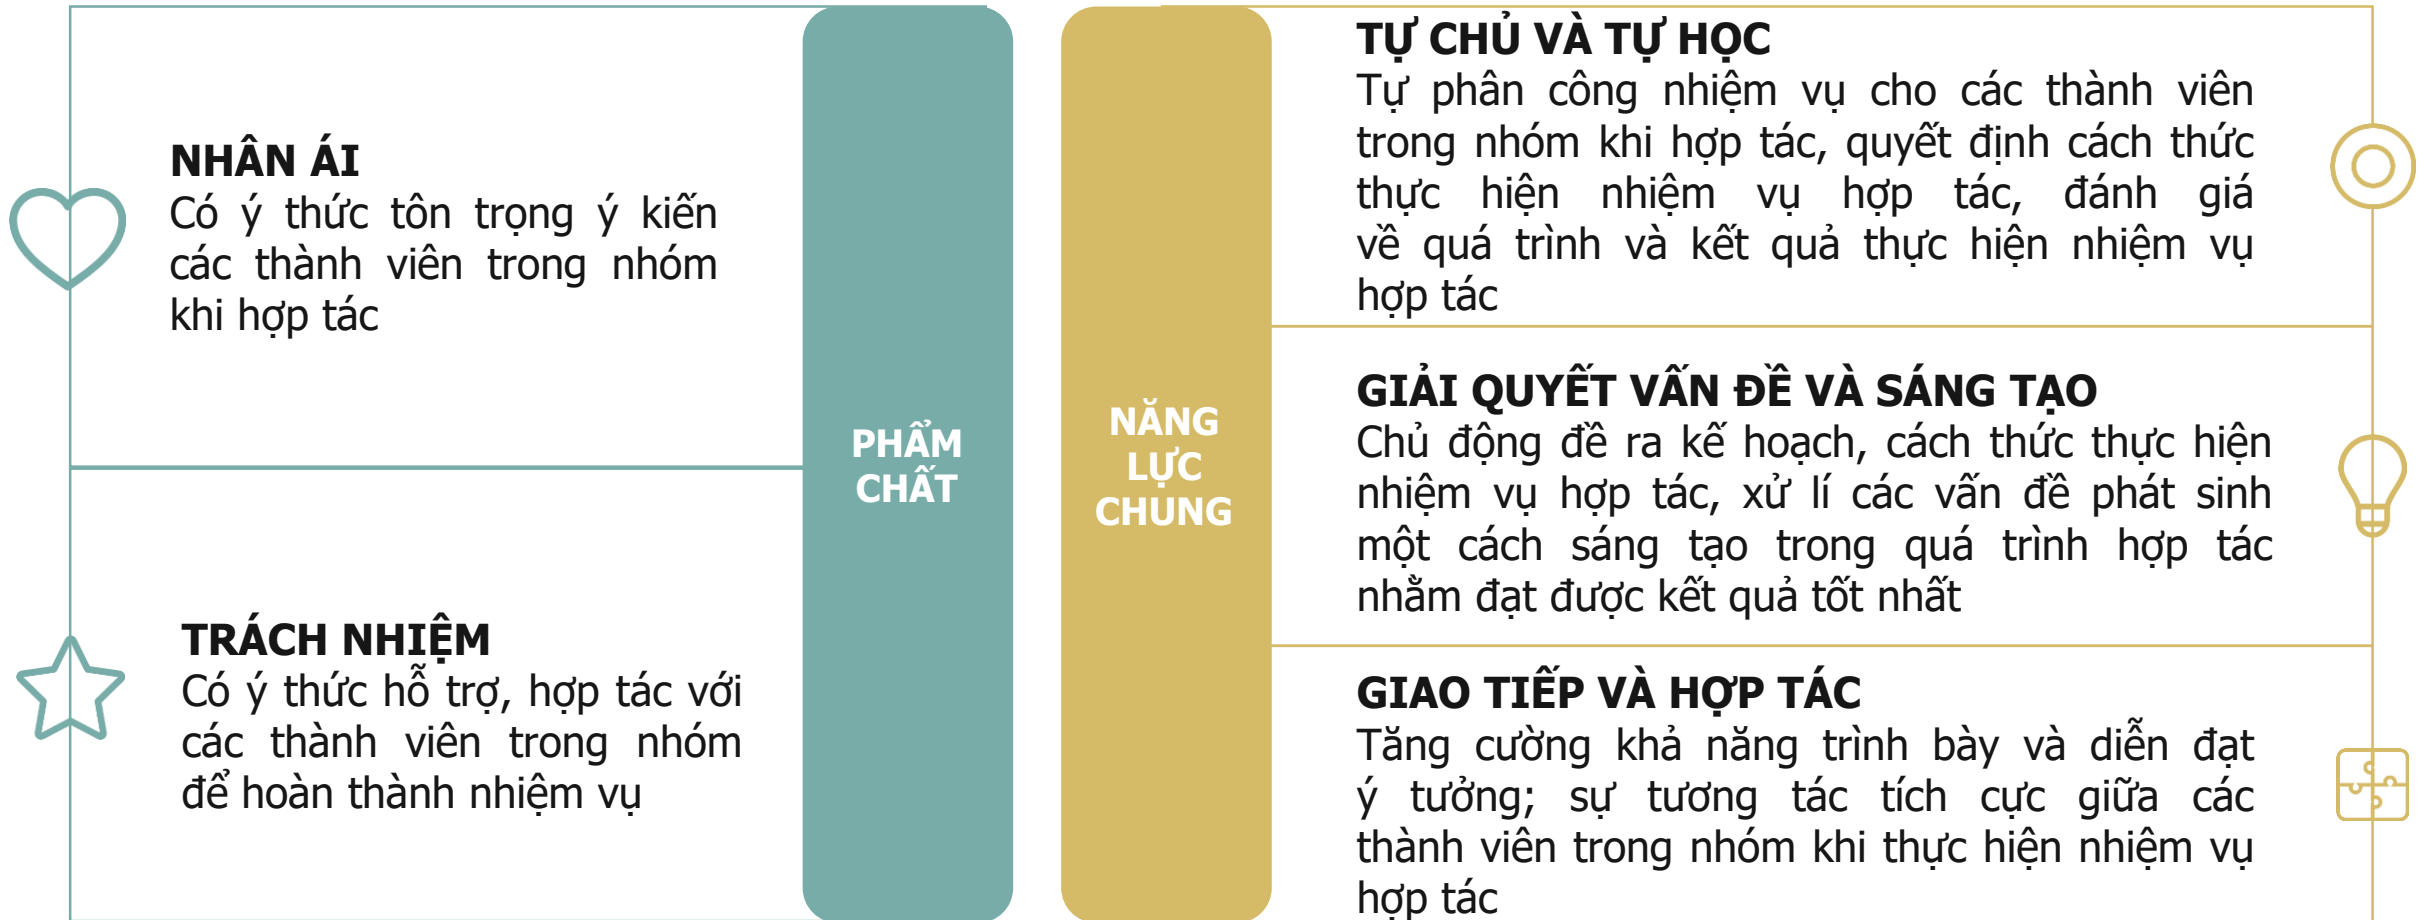 NHÂN ÁI
Có ý thức tôn trọng ý kiến
các thành viên trong nhóm
khi hợp tác
TRÁCH NHIỆM
Có ý thức hỗ trợ, hợp tác với
các thành viên trong nhóm
để hoàn thành nhiệm vụ
PHẨM
CHẤT
NĂNG
LỰC
CHUNG
TỰ CHỦ VÀ TỰ HỌC
Tự phân công nhiệm vụ cho các thành viên
trong nhóm khi hợp tác, quyết định cách thức
thực hiện nhiệm vụ hợp tác, đánh giá
về quá trình và kết quả thực hiện nhiệm vụ
hợp tác
GIẢI QUYẾT VẤN ĐỀ VÀ SÁNG TẠO
Chủ động đề ra kế hoạch, cách thức thực hiện
nhiệm vụ hợp tác, xử lí các vấn đề phát sinh
một cách sáng tạo trong quá trình hợp tác
nhằm đạt được kết quả tốt nhất
GIAO TIẾP VÀ HỢP TÁC
Tăng cường khả năng trình bày và diễn đạt
ý tưởng; sự tương tác tích cực giữa các
thành viên trong nhóm khi thực hiện nhiệm vụ
hợp tác